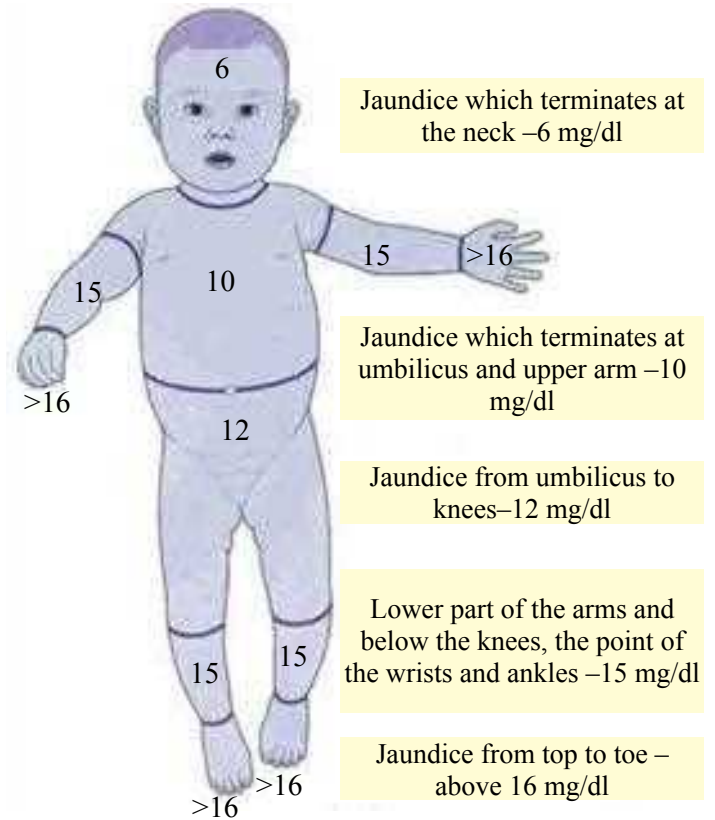 6
Jaundice which terminates at
the neck –6 mg/dl
15
10
15
>16
>16
Jaundice which terminates at
umbilicus and upper arm –10
mg/dl
12
Jaundice from umbilicus to
knees–12 mg/dl
15
15
Lower part of the arms and
below the knees, the point of
the wrists and ankles –15 mg/dl
>16
>16
Jaundice from top to toe –
above 16 mg/dl